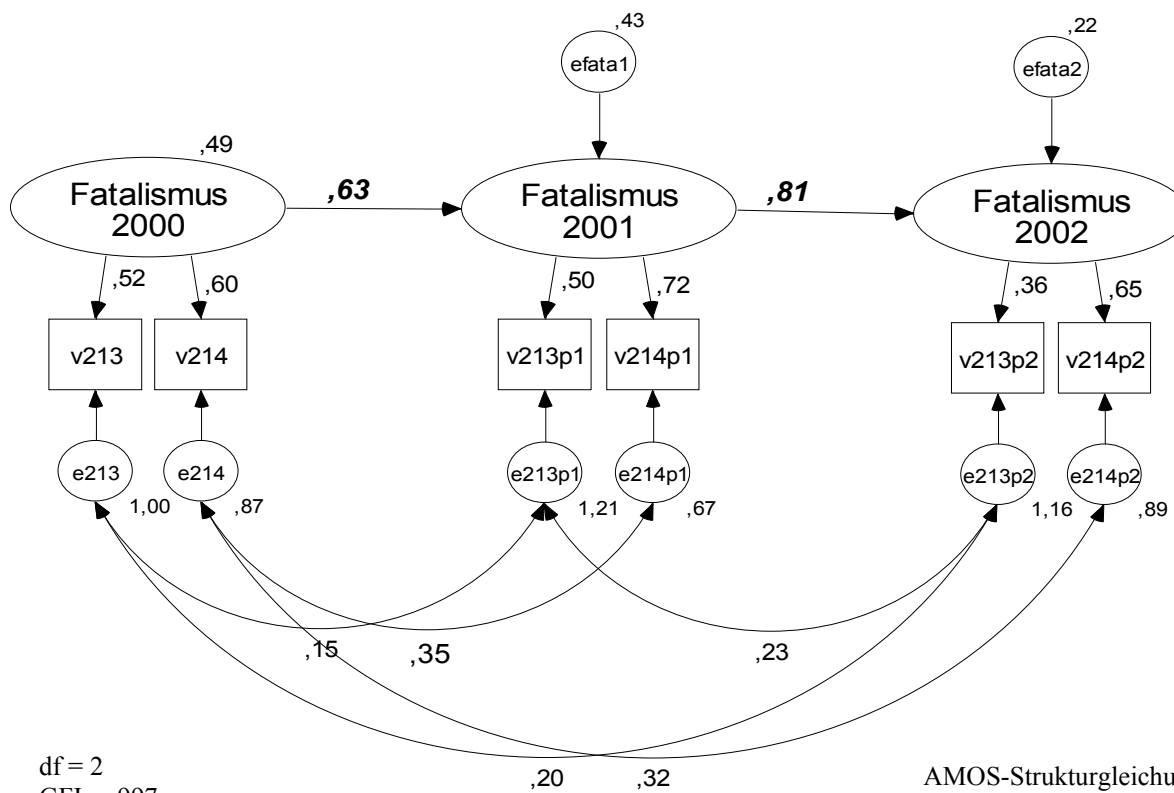 ,43
,22
efata1
efata2
,49
Fatalismus
2000
,63
Fatalismus
2001
,81
Fatalismus
2002
,52
,60
,50
,72
,36
,65
v213
v214
v213p1
v214p1
v213p2
v214p2
e213
e214
e213p1
e214p1
e213p2
e214p2
1,00
,87
1,21
,67
1,16
,89
,15
,35
,23
df = 2
,20
,32
AMOS-Strukturgleichu